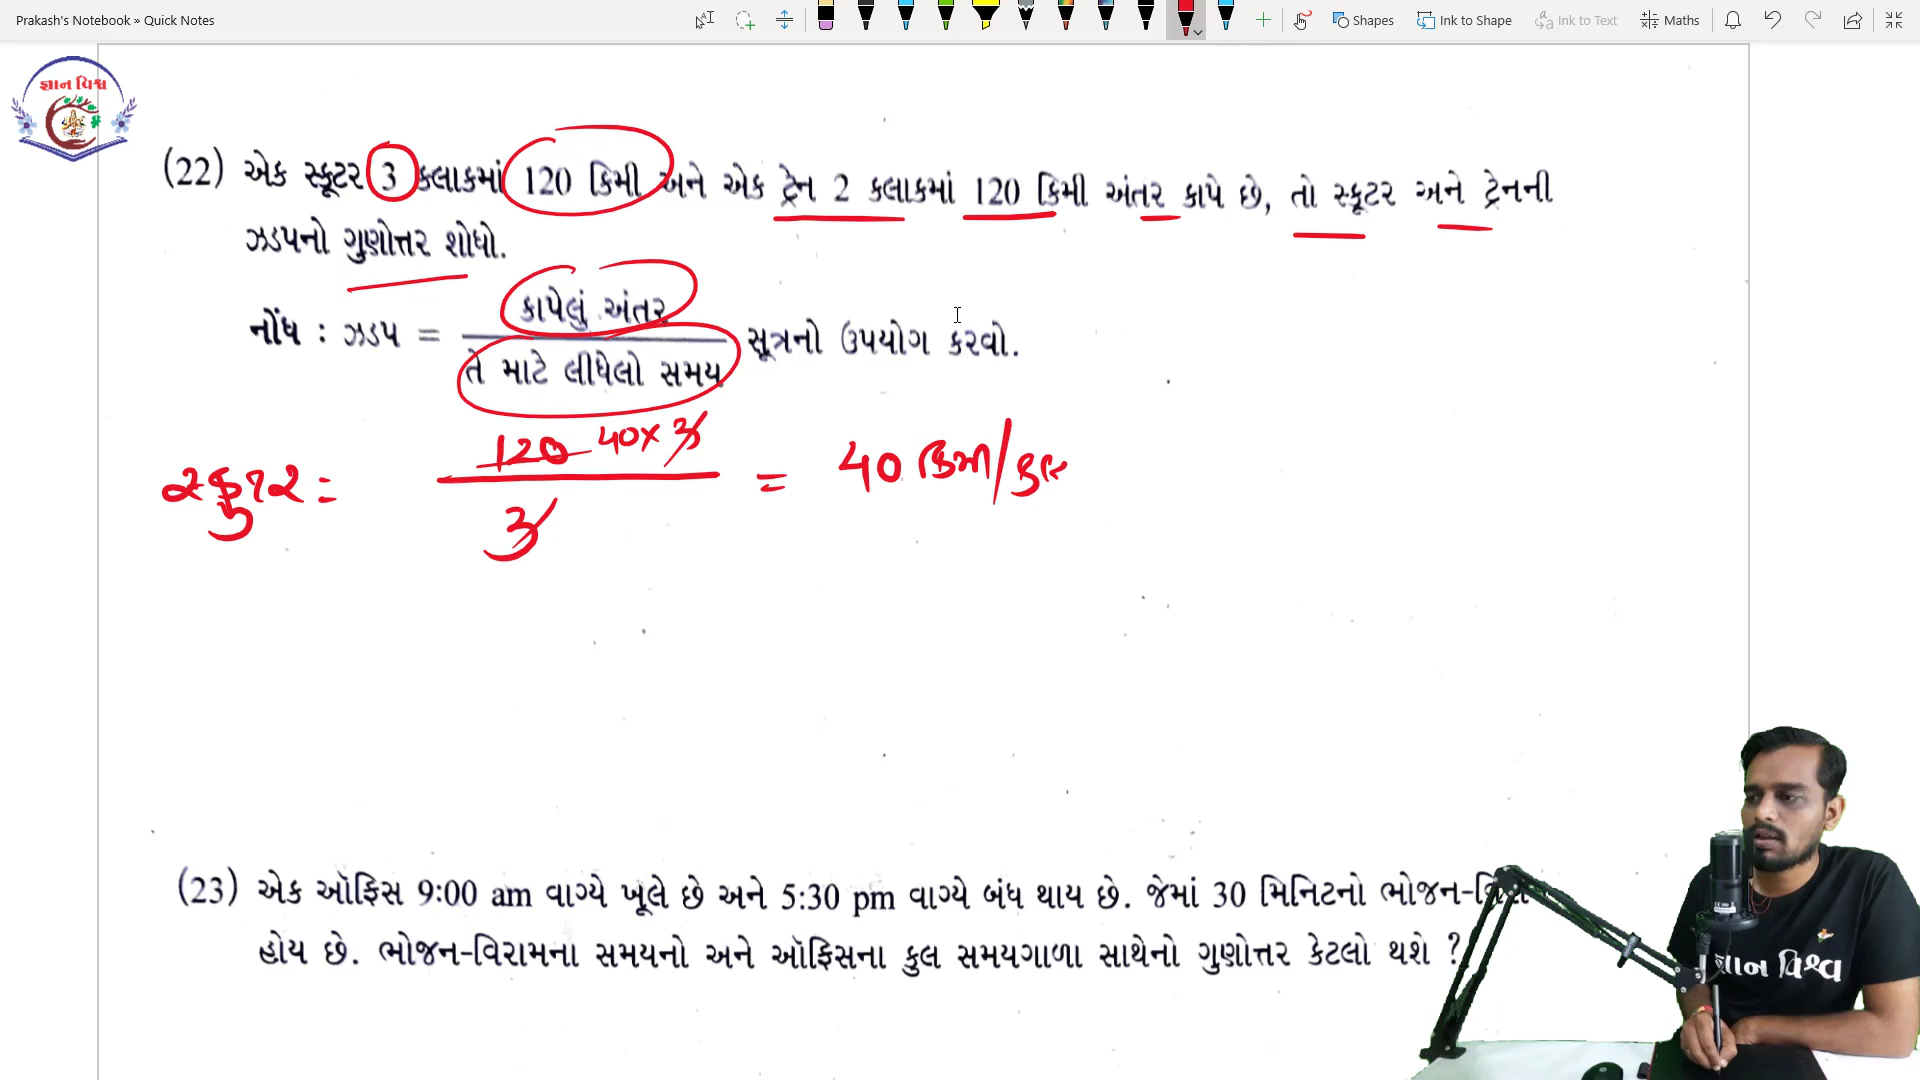 Prakash's Notebook » Quick Notes
Shapes Ink to Shape Ink to Text Maths
જ્ઞાન વિશ્વ
(22) એક સ્કૂટર 3 કલાકમાં 120 કિમી અને એક ટ્રેન 2 કલાકમાં 120 કિમી અંતર કાપે છે, તો સ્કૂટર અને ટ્રેનની
ઝડપનો ગુણોત્તર શોધો.
નોંધ : ઝડપ = કાપેલું અંતર
તે માટે લીધેલો સમય સૂત્રનો ઉપયોગ કરવો.
120 40 x 3
= 3 = 40 કિમી/
(23) એક ઑફિસ 9:00 am વાગ્યે ખૂલે છે અને 5:30 pm વાગ્યે બંધ થાય છે. જેમાં 30 મિનિટનો ભોજન-
હોય છે. ભોજન-વિરામના સમયનો અને ઑફિસના કુલ સમયગાળા સાથેનો ગુણોત્તર કેટલો થશે ?
જ્ઞાન વિશ્વ